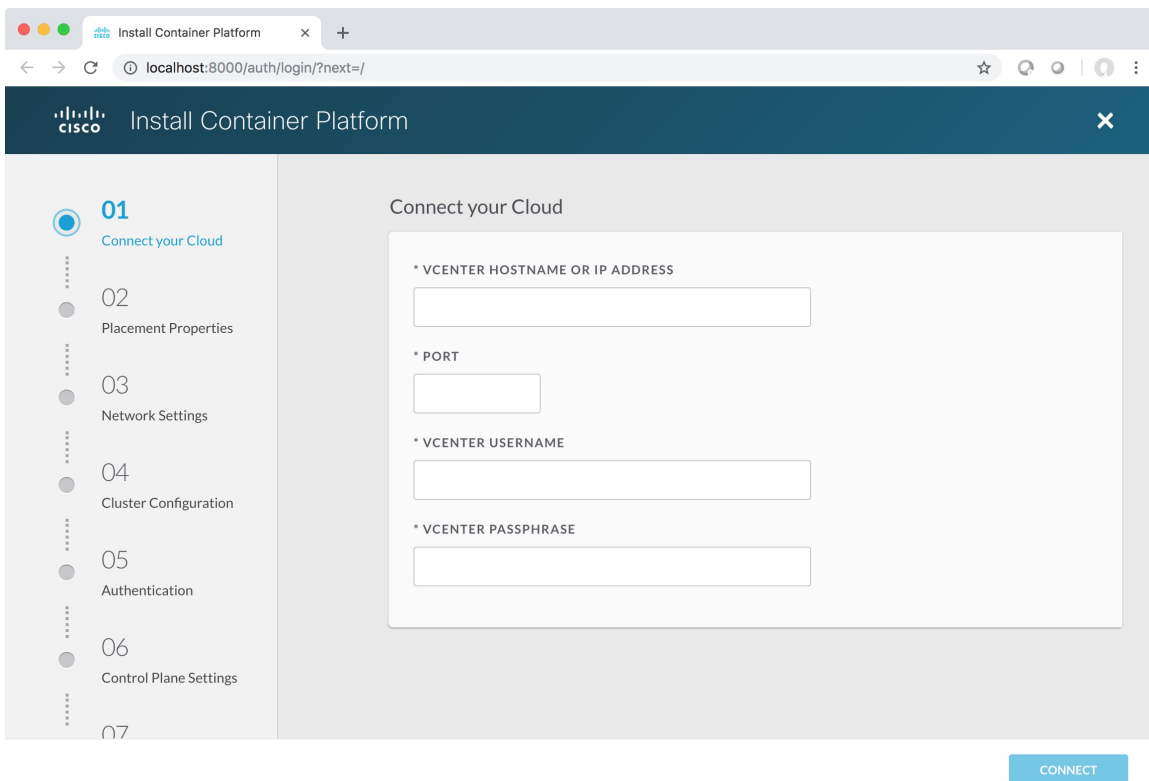 Install Container Platform
localhost:8000/auth/login/?next=/
CISCO Install Container Platform
01
Connect your Cloud
02
Placement Properties
03
Network Settings
04
Cluster Configuration
05
Authentication
06
Control Plane Settings
07
Connect your Cloud
* VCENTER HOSTNAME OR IP ADDRESS
* PORT
* VCENTER USERNAME
* VCENTER PASSPHRASE
CONNECT